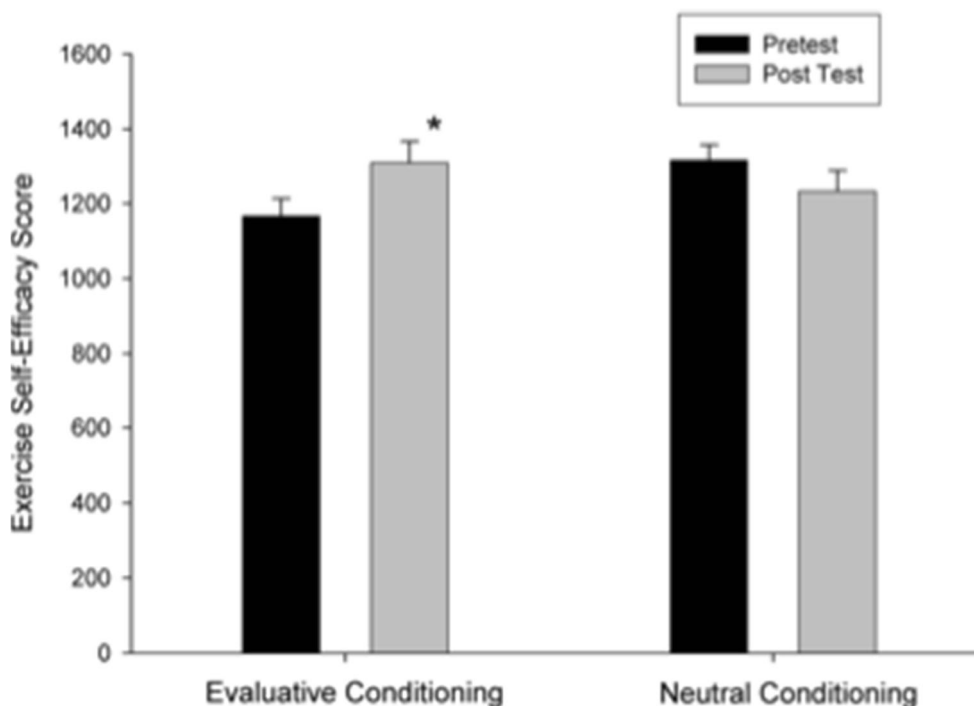 Pretest
Post Test
1600
1400
1200
1000
800
600
400
200
0
Exercise Self-Efficacy Score
*
Evaluative Conditioning
Neutral Conditioning